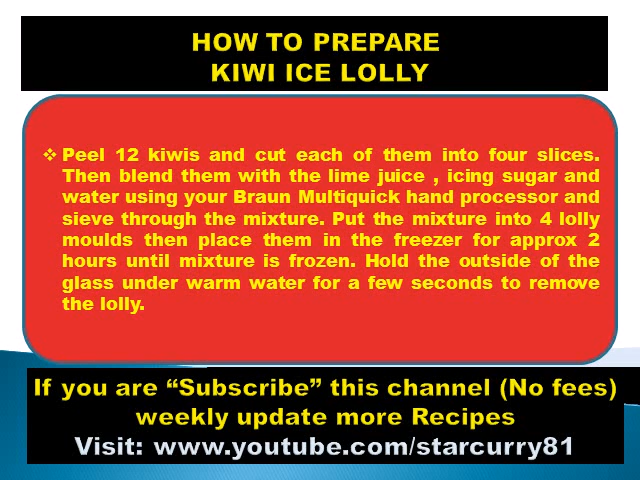 HOW TO PREPARE
KIWI ICE LOLLY
❖ Peel 12 kiwis and cut each of them into four slices.
Then blend them with the lime juice , icing sugar and
water using your Braun Multiquick hand processor and
sieve through the mixture. Put the mixture into 4 lolly
moulds then place them in the freezer for approx 2
hours until mixture is frozen. Hold the outside of the
glass under warm water for a few seconds to remove
the lolly.
If you are “Subscribe” this channel (No fees)
weekly update more Recipes
Visit: www.youtube.com/starcurry81